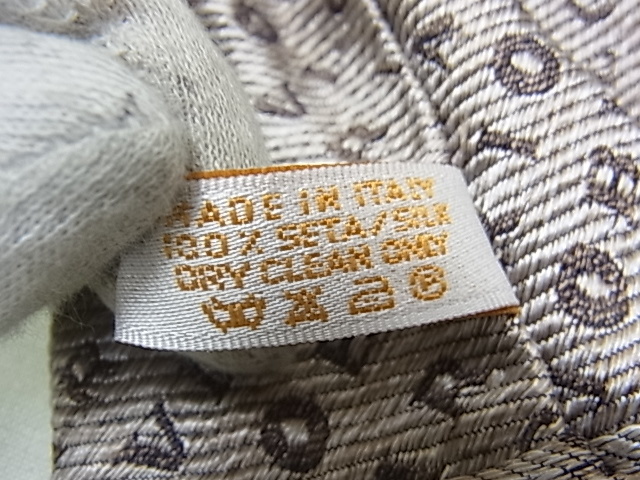 MADE IN ITALY
100% SETA/SILK
DRY CLEAN ONLY